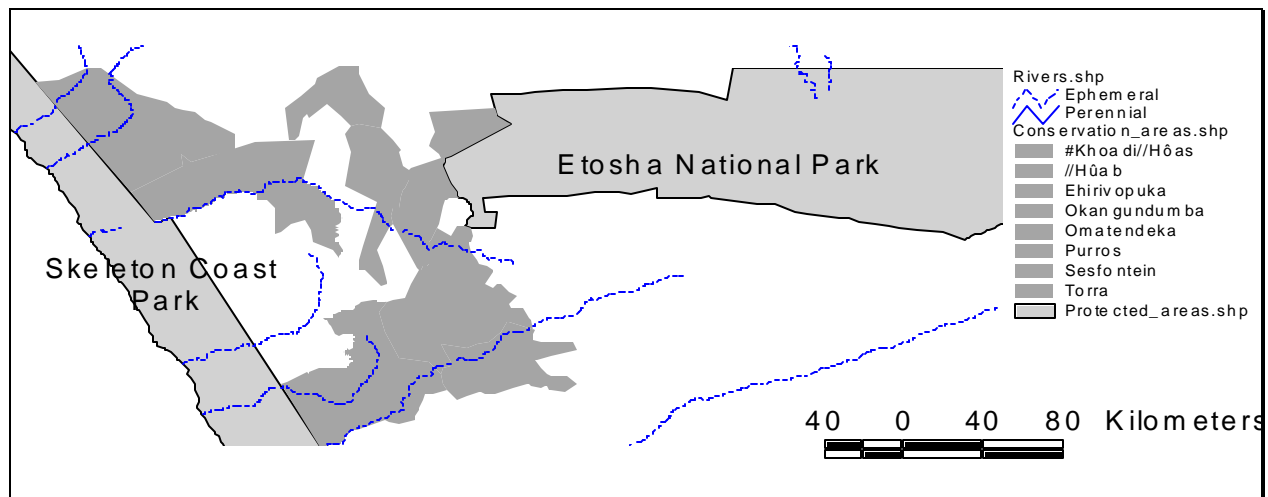 Etosha National Park
Skeleton Coast
Park
Rivers.shp
Ephemeral
Perennial
Conservation_areas.shp
#Khoadi//Hôas
//Hûab
Ehirivopuka
Okangundumba
Omatendeka
Purros
Sesfontein
Torra
Protected_areas.shp
40 0 40 80 Kilometers